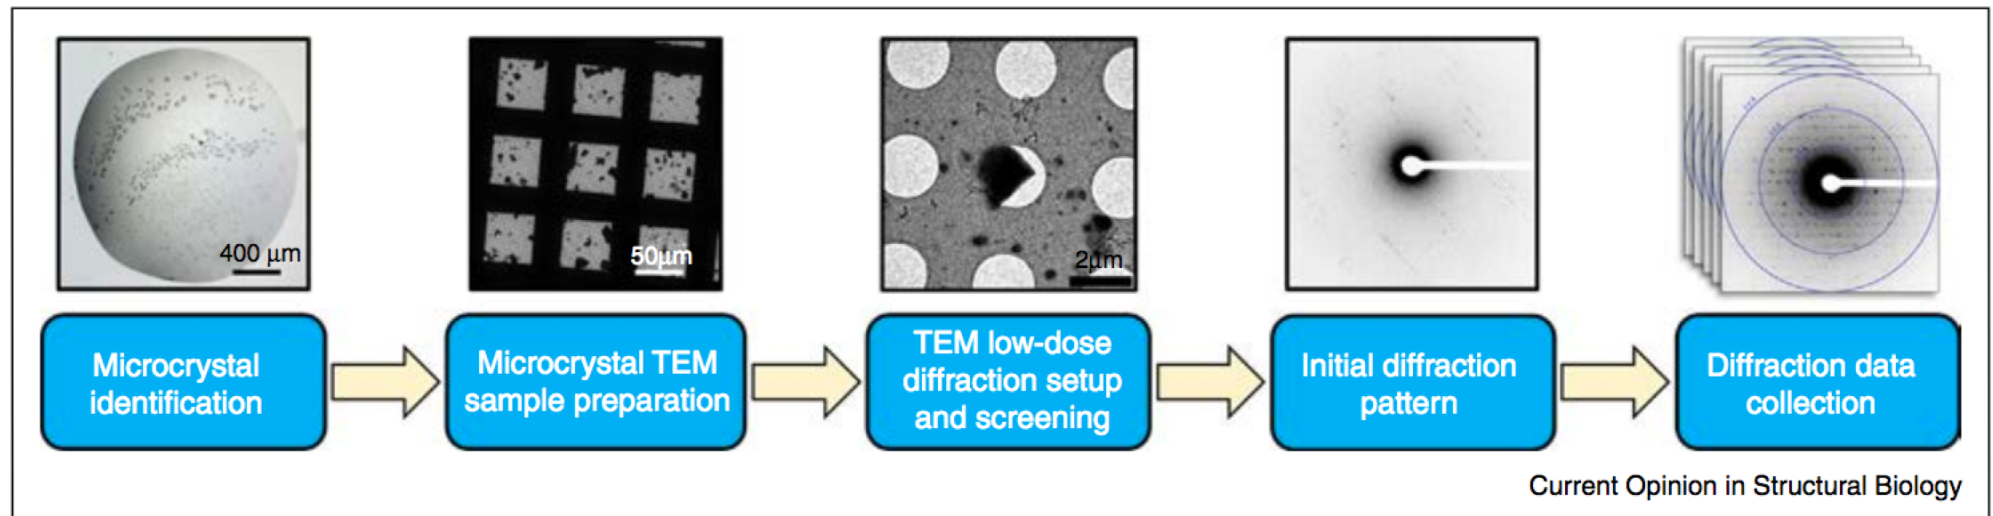 400 μm
50μm
2μm
Microcrystal
identification
Microcrystal TEM
sample preparation
TEM low-dose
diffraction setup
and screening
Initial diffraction
pattern
Diffraction data
collection
Current Opinion in Structural Biology